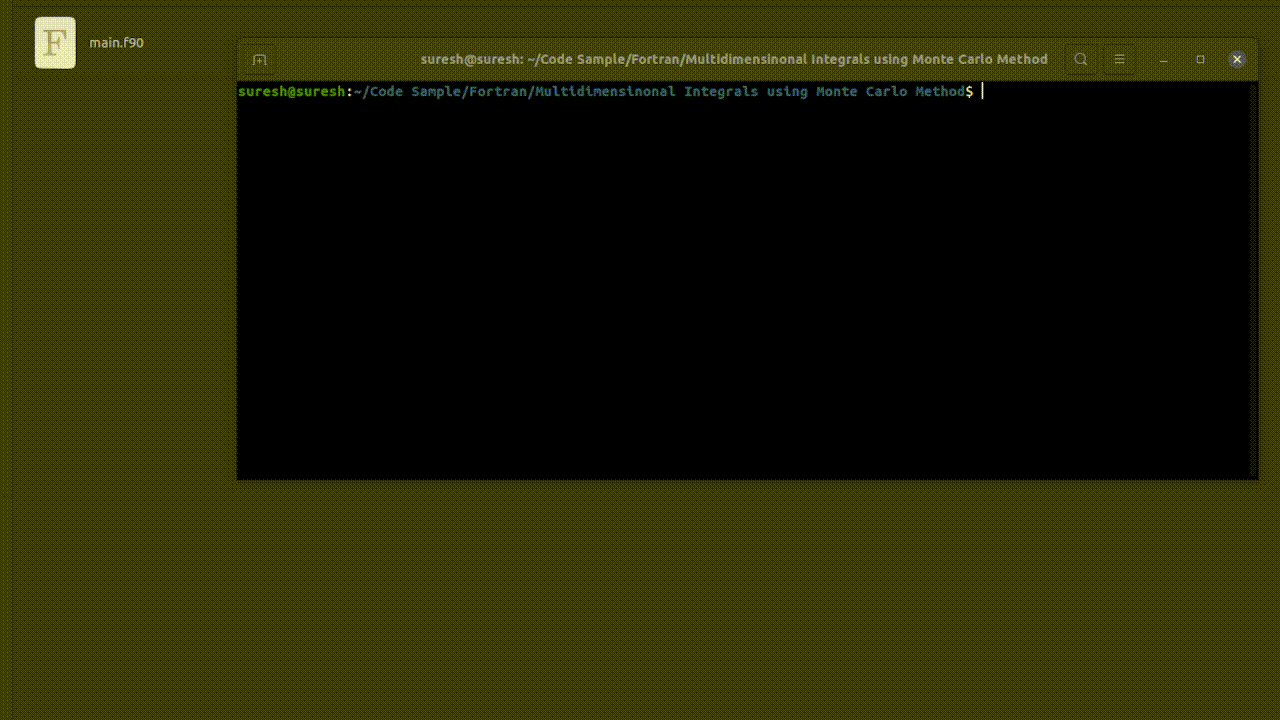 F
main.f90
suresh@suresh: ~/Code Sample/Fortran/Multidimensinonal Integrals using Monte Carlo Method
suresh@suresh:~/Code Sample/Fortran/Multidimensinonal Integrals using Monte Carlo Method$